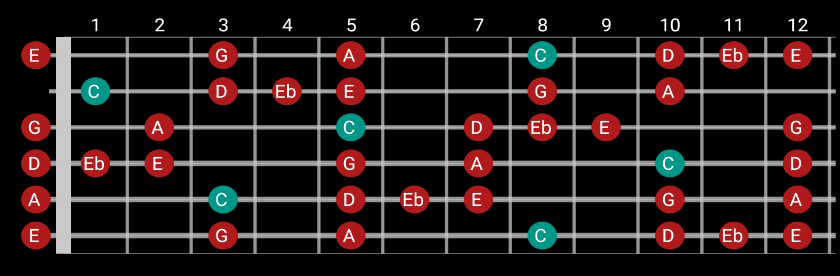 1 2 3 4 5 6 7 8 9 10 11 12
E G A C D Eb E
C D Eb E G A
G A C D Eb E G
D Eb E G A C D
A C D Eb E G A
E G A C D Eb E